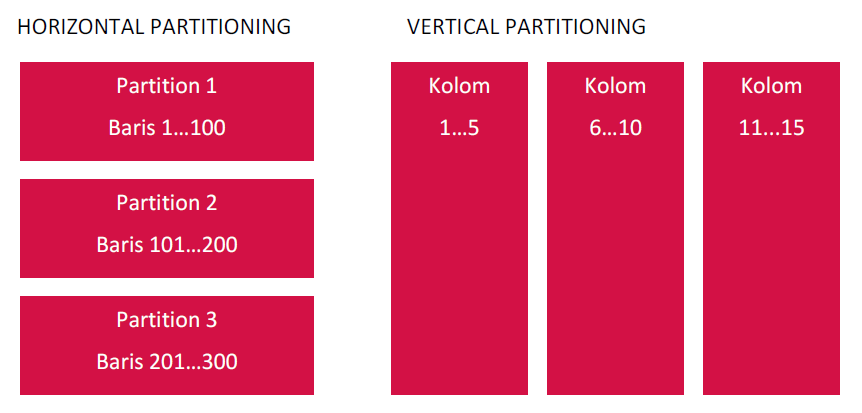 HORIZONTAL PARTITIONING
Partition 1
Baris 1...100
Partition 2
Baris 101...200
Partition 3
Baris 201...300
VERTICAL PARTITIONING
Kolom
1...5
Kolom
6...10
Kolom
11...15